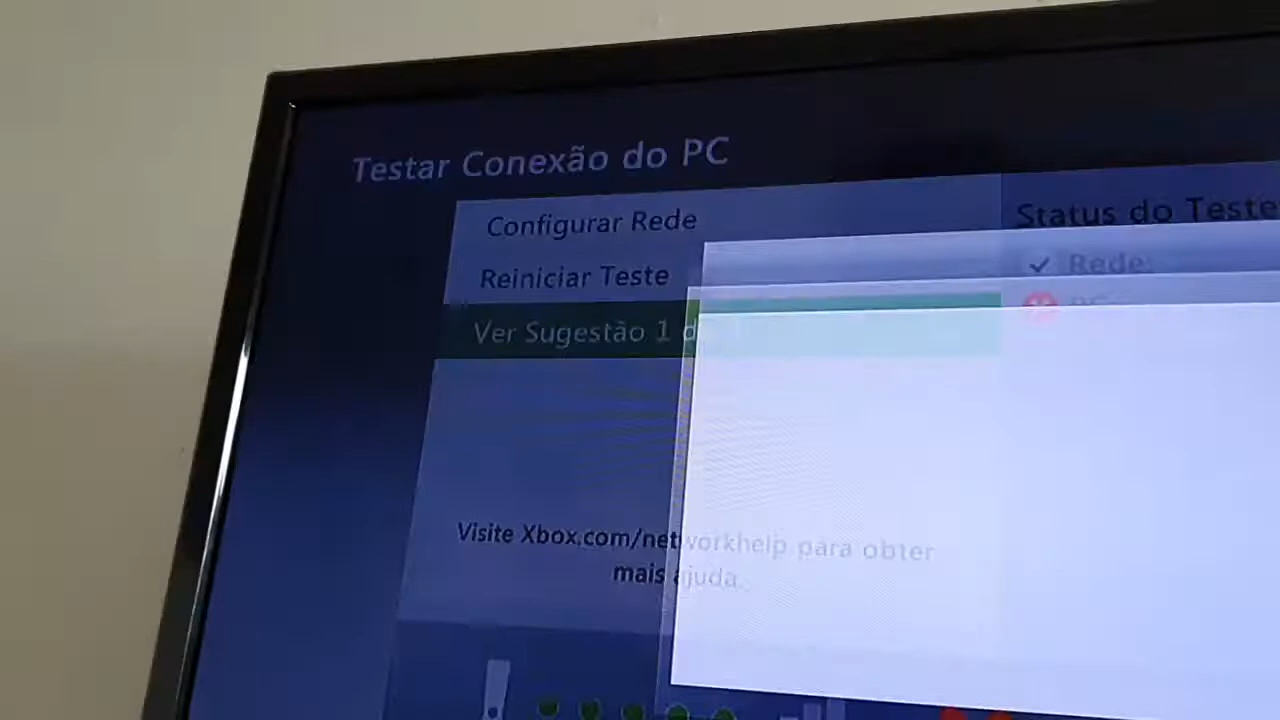 Testar Conexão do PC
Configurar Rede
Status do Teste
Reiniciar Teste
Rede:
PC
Ver Sugestão 1 d
Visite Xbox.com/networkhelp para obter
mais ajuda.